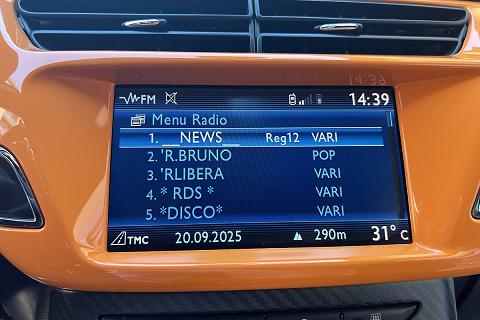 FM 14:39
Menu Radio
1. __NEWS__ Reg12 VARI
2. 'R.BRUNO POP
3. 'RLIBERA VARI
4. * RDS * VARI
5. *DISCO* VARI
TMC 20.09.2025 290m 31° C